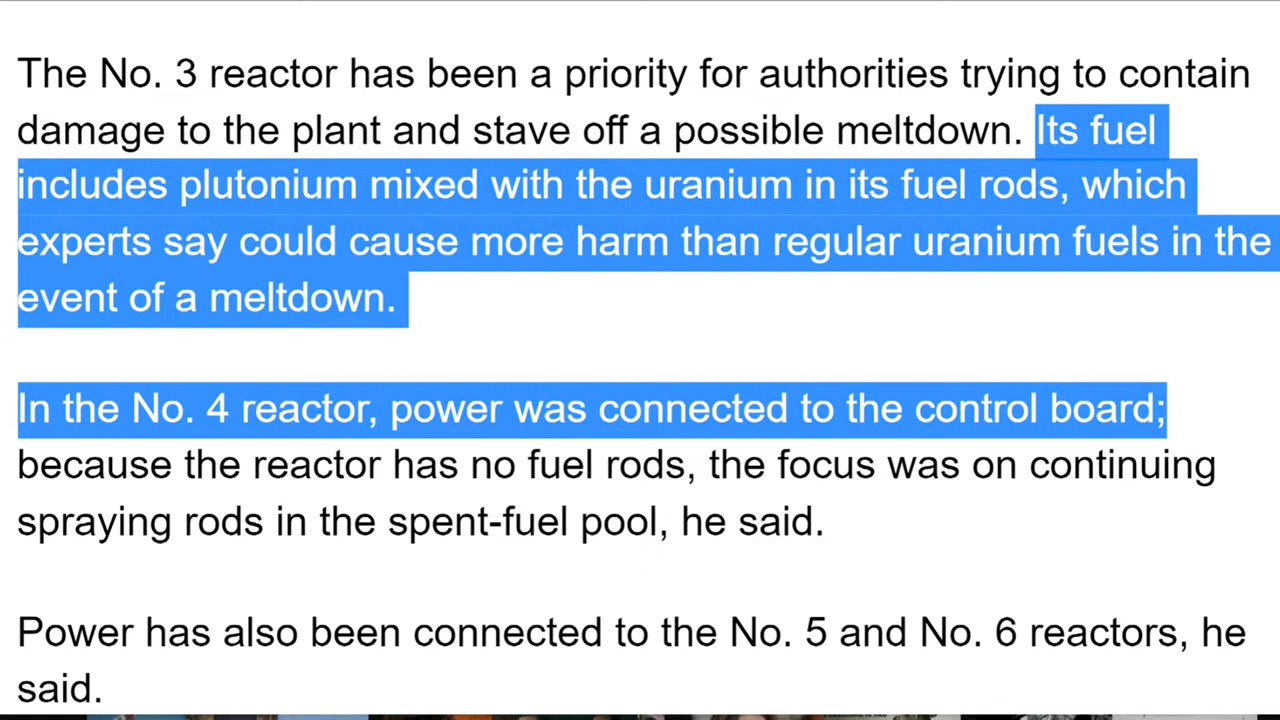 The No. 3 reactor has been a priority for authorities trying to contain
damage to the plant and stave off a possible meltdown. Its fuel
includes plutonium mixed with the uranium in its fuel rods, which
experts say could cause more harm than regular uranium fuels in the
event of a meltdown.
In the No. 4 reactor, power was connected to the control board;
because the reactor has no fuel rods, the focus was on continuing
spraying rods in the spent-fuel pool, he said.
Power has also been connected to the No. 5 and No. 6 reactors, he
said.